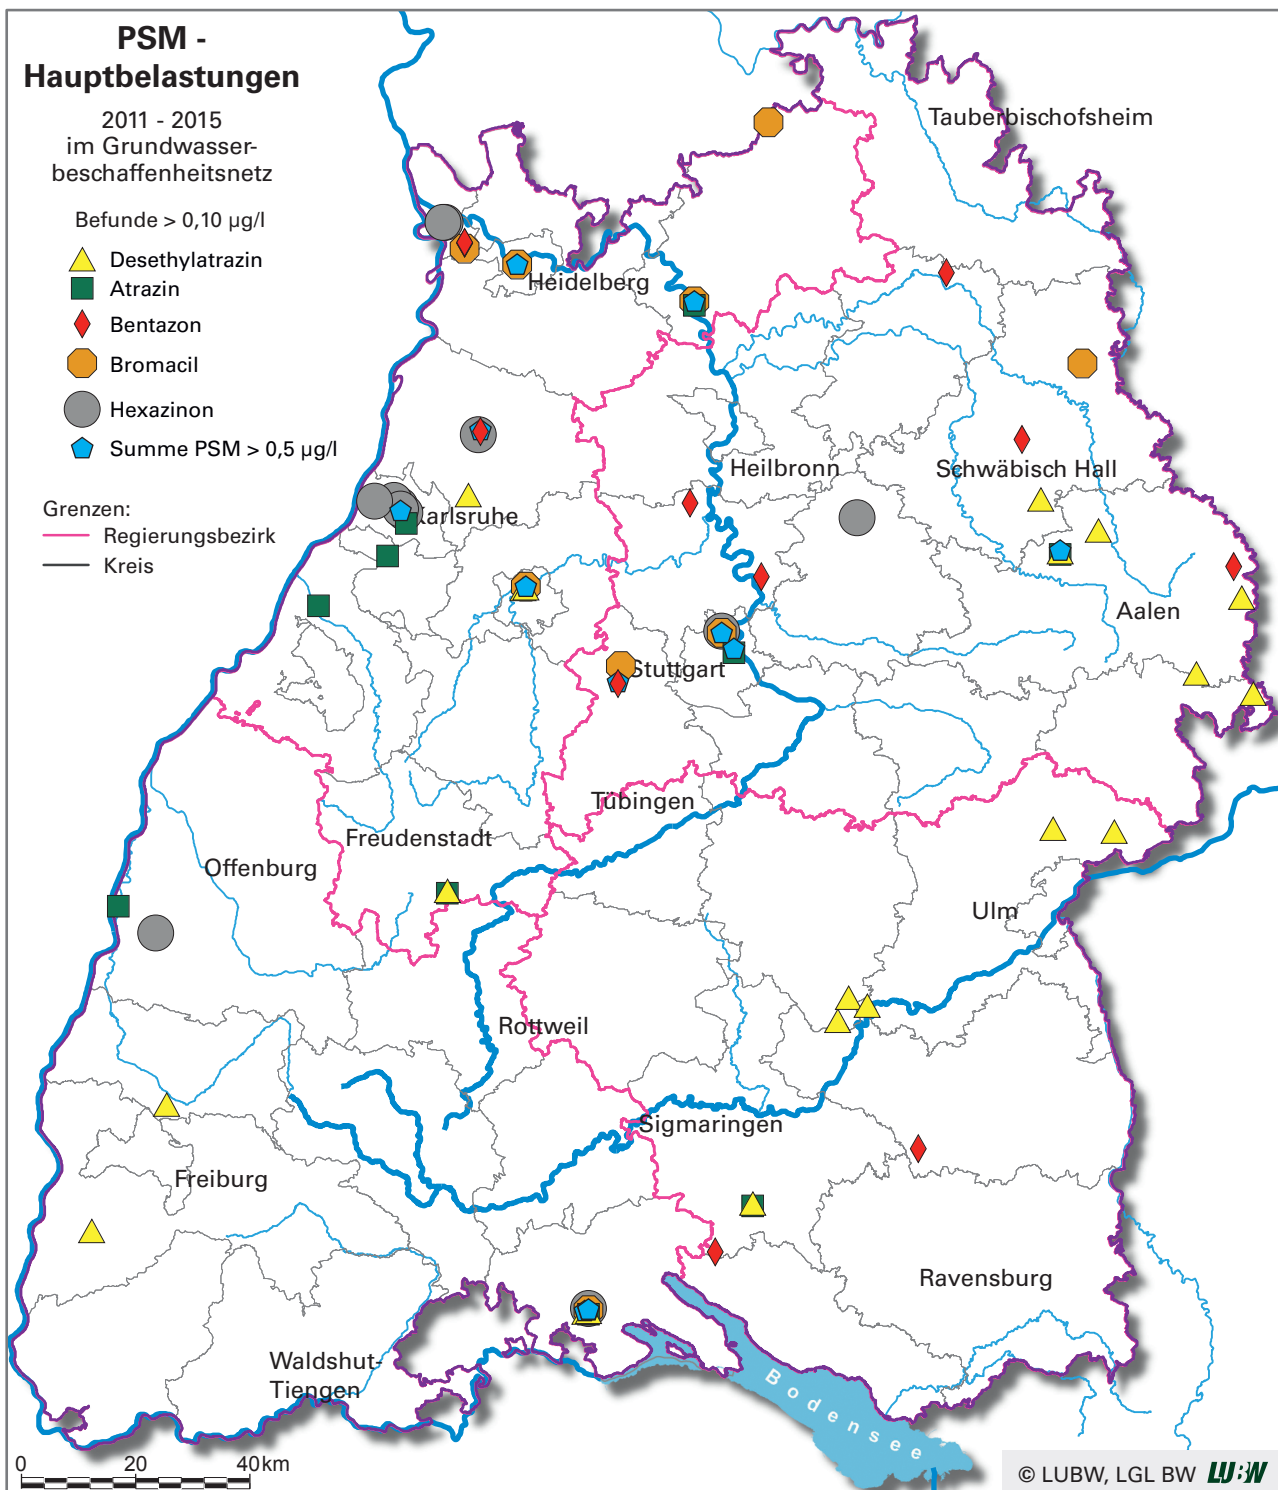 PSM -
Hauptbelastungen
2011 - 2015
im Grundwasser-
beschaffenheitsnetz
Befunde > 0,10 µg/l
Desethylatrazin
Atrazin
Bentazon
Bromacil
Hexazinon
Summe PSM > 0,5 µg/l
Grenzen:
Regierungsbezirk
Kreis
Tauberbischofsheim
Heidelberg
Heilbronn
Schwäbisch Hall
Karlsruhe
Aalen
Stuttgart
Tübingen
Freudenstadt
Offenburg
Ulm
Rottweil
Sigmaringen
Freiburg
Ravensburg
Waldshut-
Tiengen
Bodensee
0 20 40 km
© LUBW, LGL BW LUBW